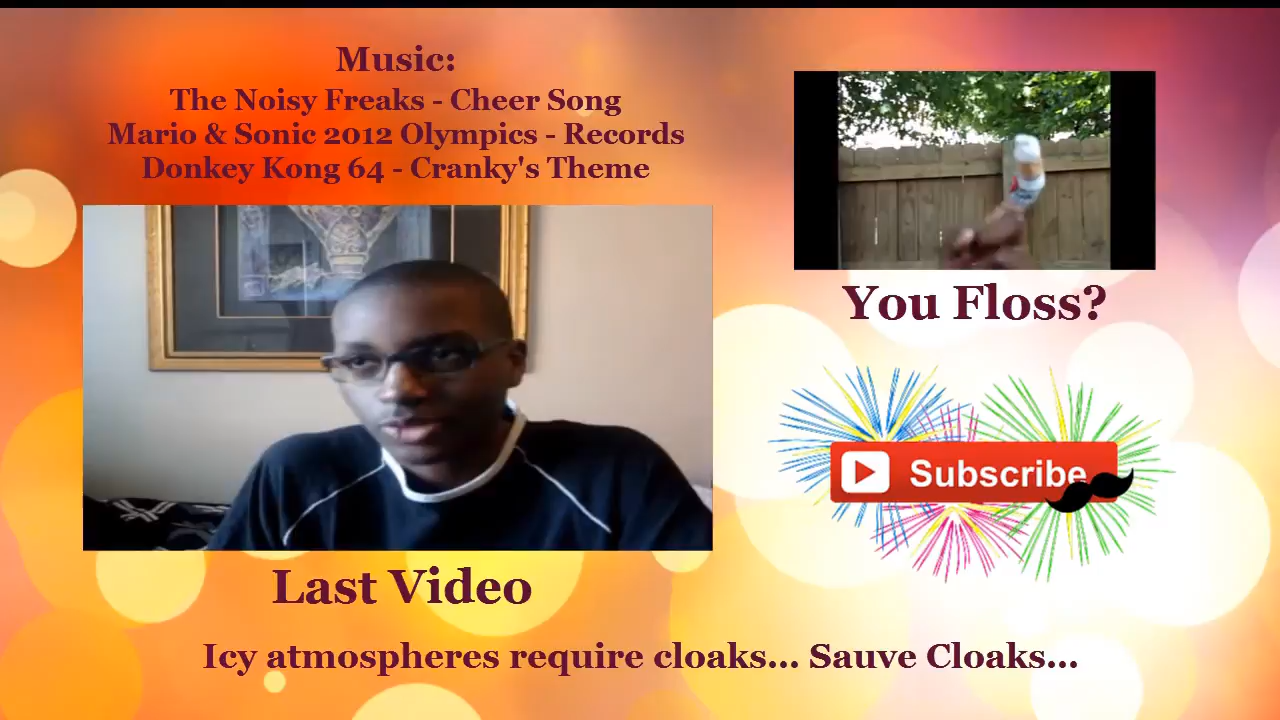 Music:
The Noisy Freaks - Cheer Song
Mario & Sonic 2012 Olympics - Records
Donkey Kong 64 - Cranky's Theme
You Floss?
Subscribe
Last Video
Icy atmospheres require cloaks... Sauve Cloaks...